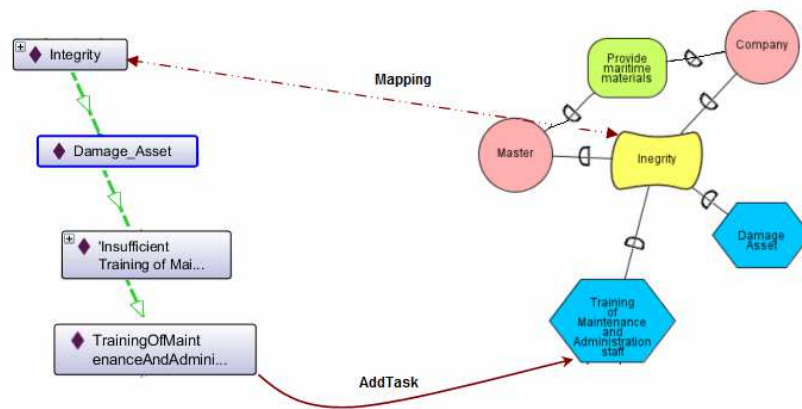 Integrity
Damage_Asset
'Insufficient
Training of Mai...
TrainingOfMaint
enanceAndAdmini...
Mapping
AddTask
Provide
maritime
materials
Company
Master
Inegrity
Damage
Asset
Training
of
Maintenance
and
Administration
staff